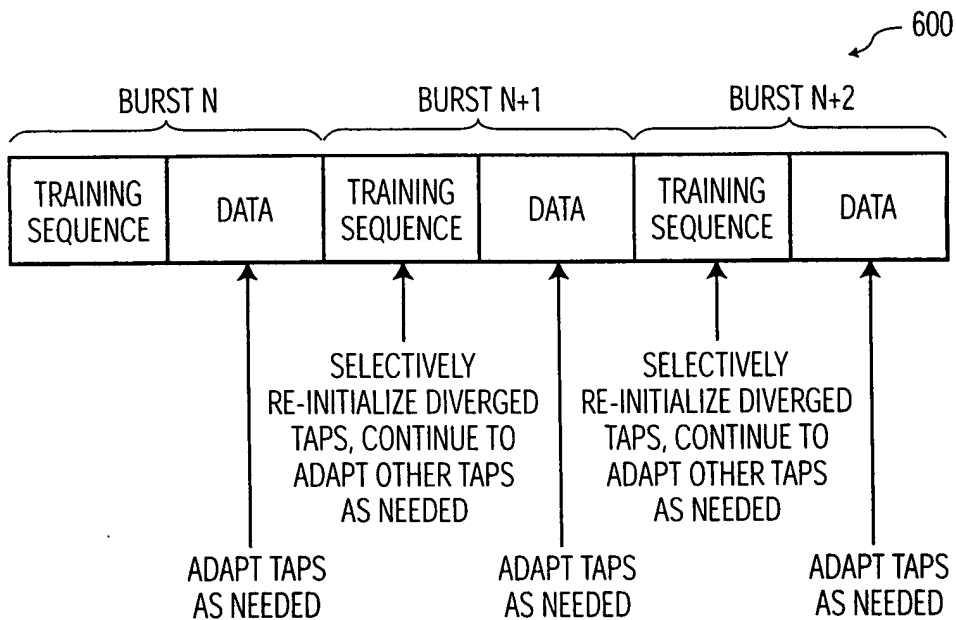 600
BURST N
BURST N+1
BURST N+2
TRAINING
SEQUENCE
DATA
TRAINING
SEQUENCE
DATA
TRAINING
SEQUENCE
DATA
SELECTIVELY
RE-INITIALIZE DIVERGED
TAPS, CONTINUE TO
ADAPT OTHER TAPS
AS NEEDED
SELECTIVELY
RE-INITIALIZE DIVERGED
TAPS, CONTINUE TO
ADAPT OTHER TAPS
AS NEEDED
ADAPT TAPS
AS NEEDED
ADAPT TAPS
AS NEEDED
ADAPT TAPS
AS NEEDED